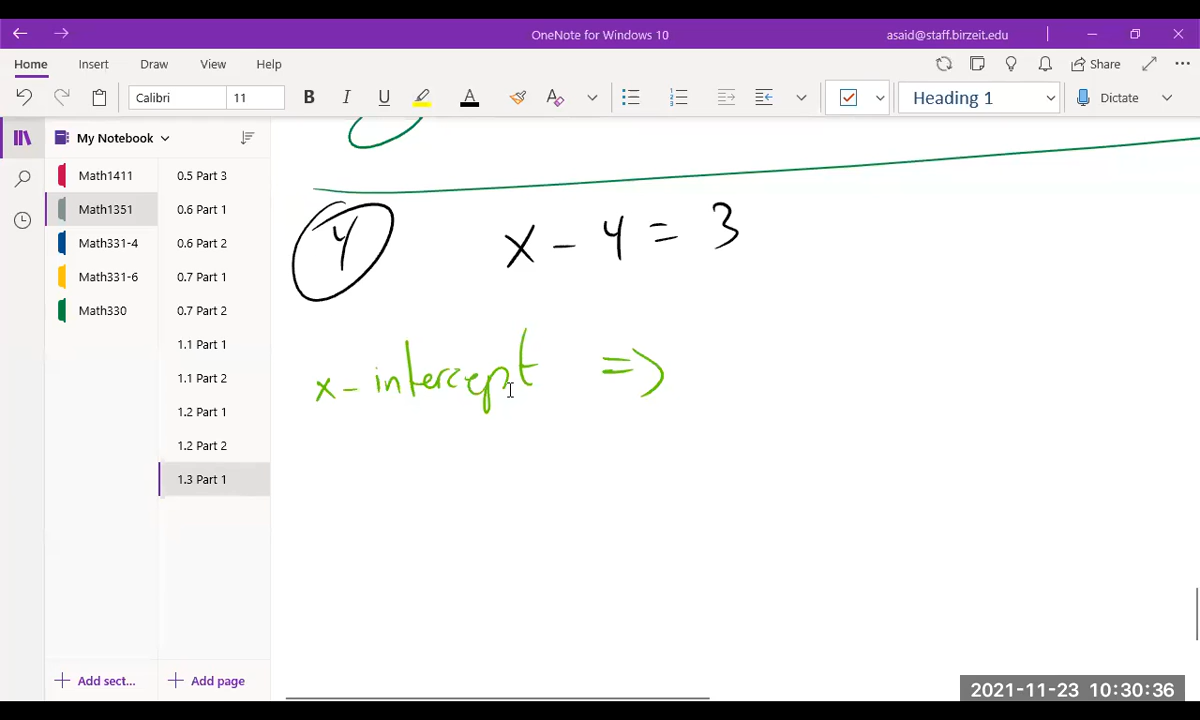 OneNote for Windows 10
asaid@staff.birzeit.edu
Home Insert Draw View Help
Share
Calibri 11 B I U A Heading 1 Dictate
My Notebook
Math1411
Math1351
Math331-4
Math331-6
Math330
0.5 Part 3
0.6 Part 1
0.6 Part 2
0.7 Part 1
0.7 Part 2
1.1 Part 1
1.1 Part 2
1.2 Part 1
1.2 Part 2
1.3 Part 1
4 x - 4 = 3
x - intercept =>
+ Add sect...
+ Add page
2021-11-23 10:30:36